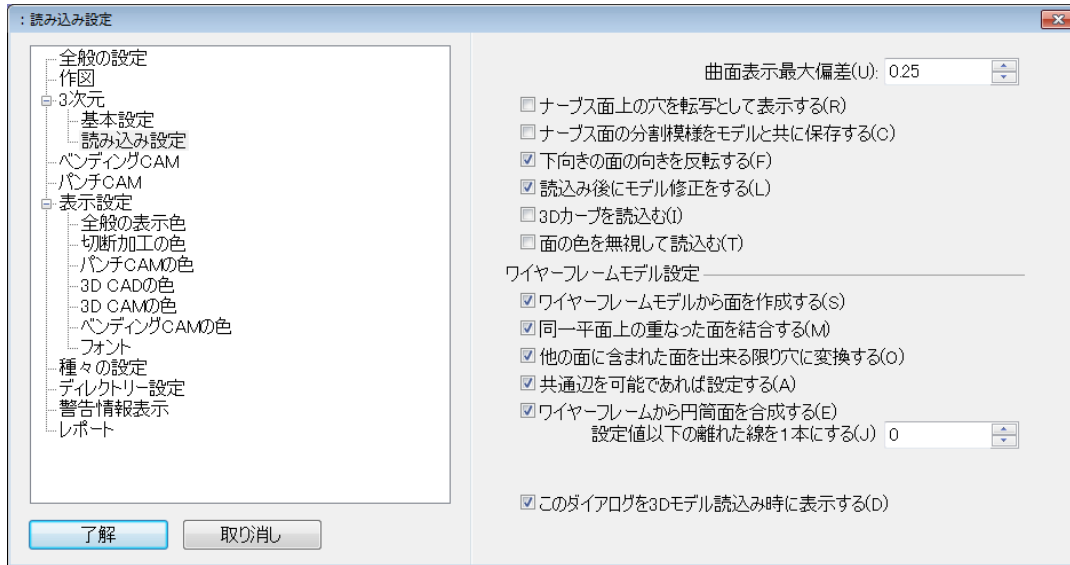 ：読み込み設定
全般の設定
作図
3次元
基本設定
読み込み設定
ベンディングCAM
パンチCAM
表示設定
全般の表示色
切断加工の色
パンチCAMの色
3D CADの色
3D CAMの色
ベンディングCAMの色
フォント
種々の設定
ディレクトリー設定
警告情報表示
レポート
了解 取り消し
曲面表示最大偏差(U): 0.25
ナーブス面上の穴を転写として表示する(R)
ナーブス面の分割模様をモデルと共に保存する(C)
下向きの面の向きを反転する(F)
読込み後にモデル修正をする(L)
3Dカーブを読込む(I)
面の色を無視して読込む(T)
ワイヤーフレームモデル設定
ワイヤーフレームモデルから面を作成する(S)
同一平面上の重なった面を結合する(M)
他の面に含まれた面を出来る限り穴に変換する(O)
共通辺を可能であれば設定する(A)
ワイヤーフレームから円筒面を合成する(E)
設定値以下の離れた線を1本にする(J) 0
このダイアログを3Dモデル読込み時に表示する(D)